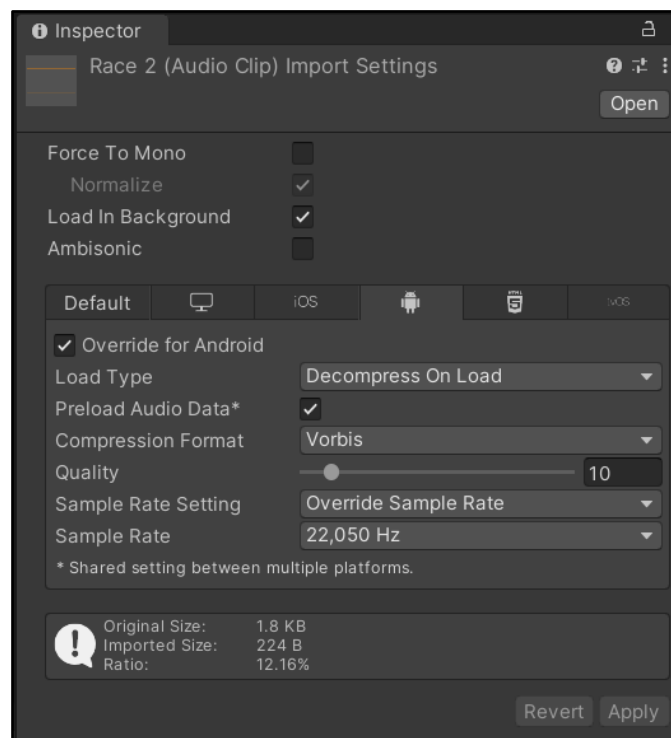 Inspector
Race 2 (Audio Clip) Import Settings
Open
Force To Mono
Normalize
Load In Background
Ambisonic
Default iOS HTML 5 tvOS
Override for Android
Load Type Decompress On Load
Preload Audio Data*
Compression Format Vorbis
Quality 10
Sample Rate Setting Override Sample Rate
Sample Rate 22,050 Hz
* Shared setting between multiple platforms.
Original Size: 1.8 KB
Imported Size: 224 B
Ratio: 12.16%
Revert Apply